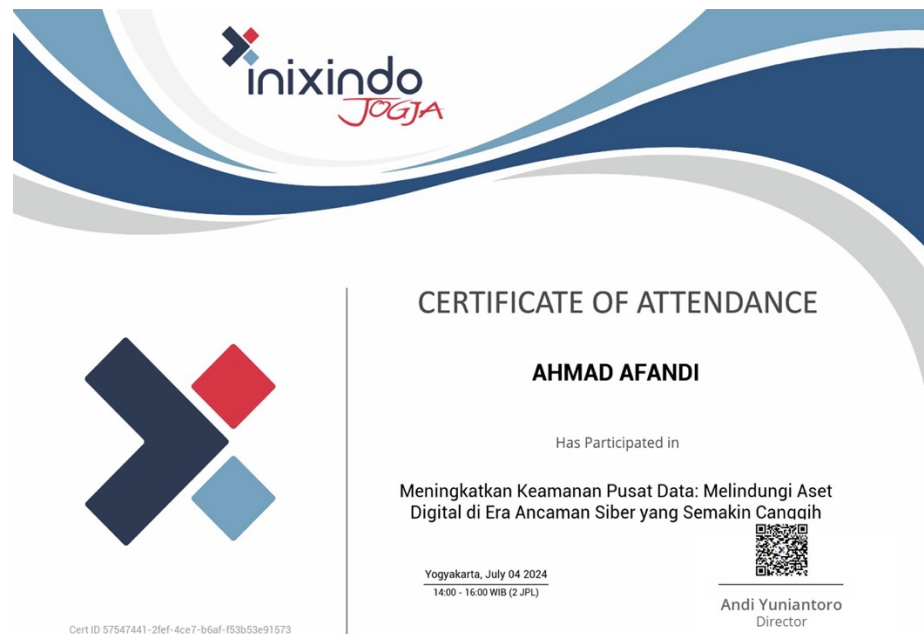 inixindo
JOGJA
CERTIFICATE OF ATTENDANCE
AHMAD AFANDI
Has Participated in
Meningkatkan Keamanan Pusat Data: Melindungi Aset
Digital di Era Ancaman Siber yang Semakin Canggih
Yogyakarta, July 04 2024
14:00 - 16:00 WIB (2 JPL)
Andi Yuniantoro
Director
Cert ID 57547441-2fef-4ce7-b6af-f53b53e91573